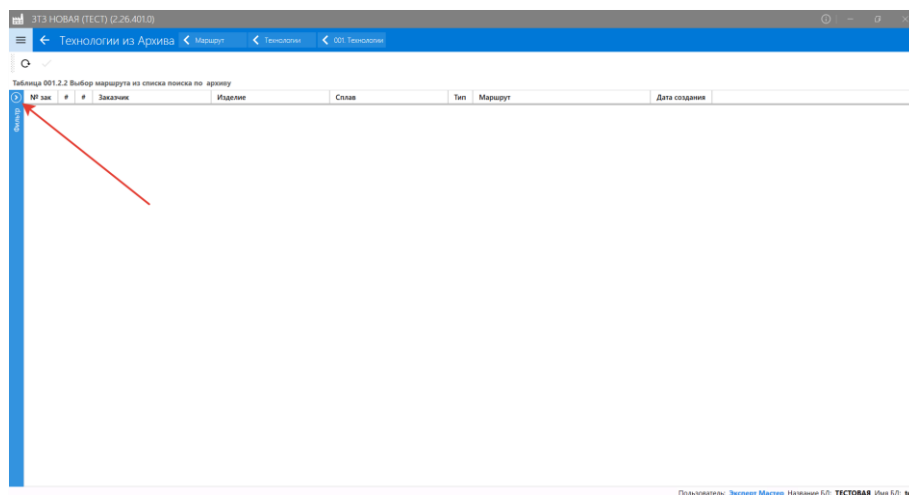 ЗТЗ НОВАЯ (ТЕСТ) (2.26.401.0)
Технологии из Архива Маршрут Технологии 001 Технологии
Таблица 001.2.2 Выбор маршрута из списка поиска по архиву
№ зак # # Заказчик Изделие Сплав Тип Маршрут Дата создания
Фильтр
Пользователь: Эксперт Мастер Название БД: ТЕСТОВАЯ Имя БД: